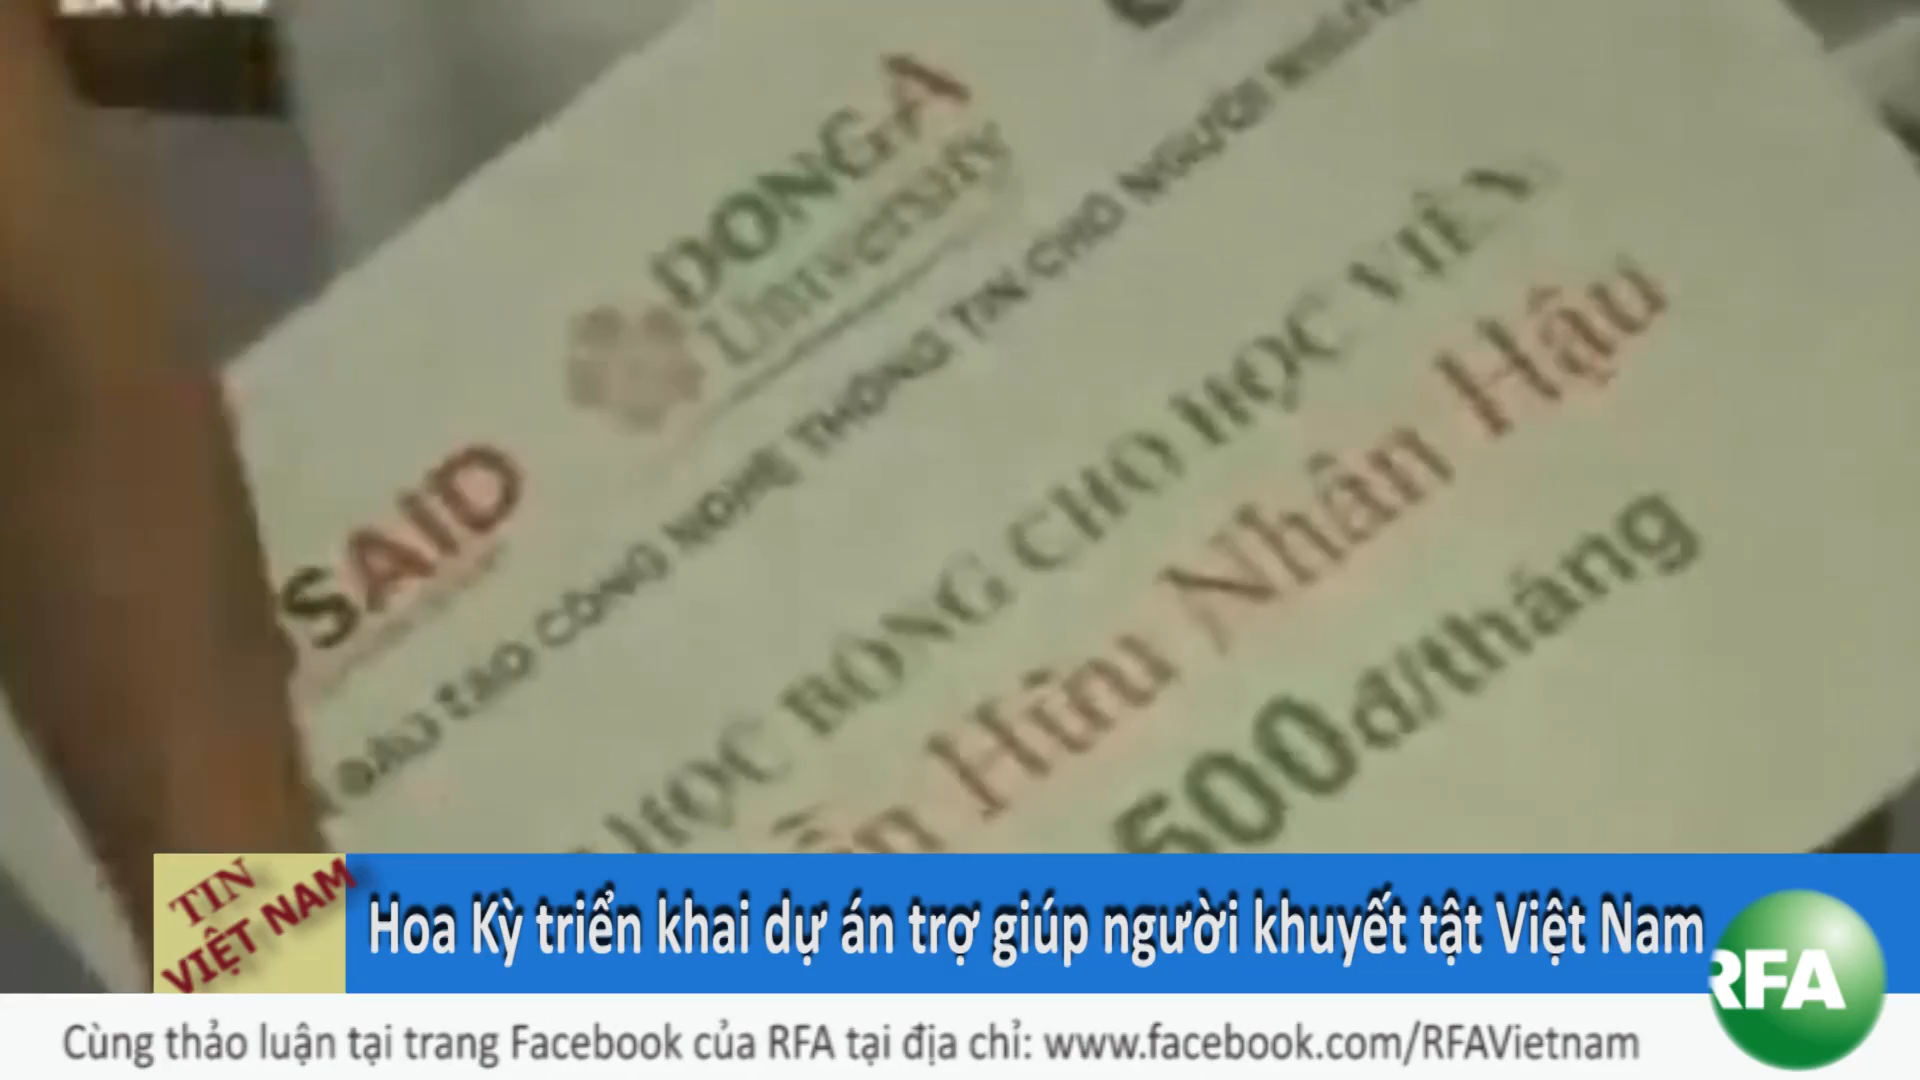 DONG A
University
SAID
ĐÀO TẠO CÔNG NGHỆ THÔNG TIN CHO NGƯỜI
HỌC BỔNG CHO HỌC VIÊN
Hữu Nhân Hậu
500đ/tháng
TIN
VIỆT NAM
Hoa Kỳ triển khai dự án trợ giúp người khuyết tật Việt Nam
RFA
Cùng thảo luận tại trang Facebook của RFA tại địa chỉ: www.facebook.com/RFAVietnam